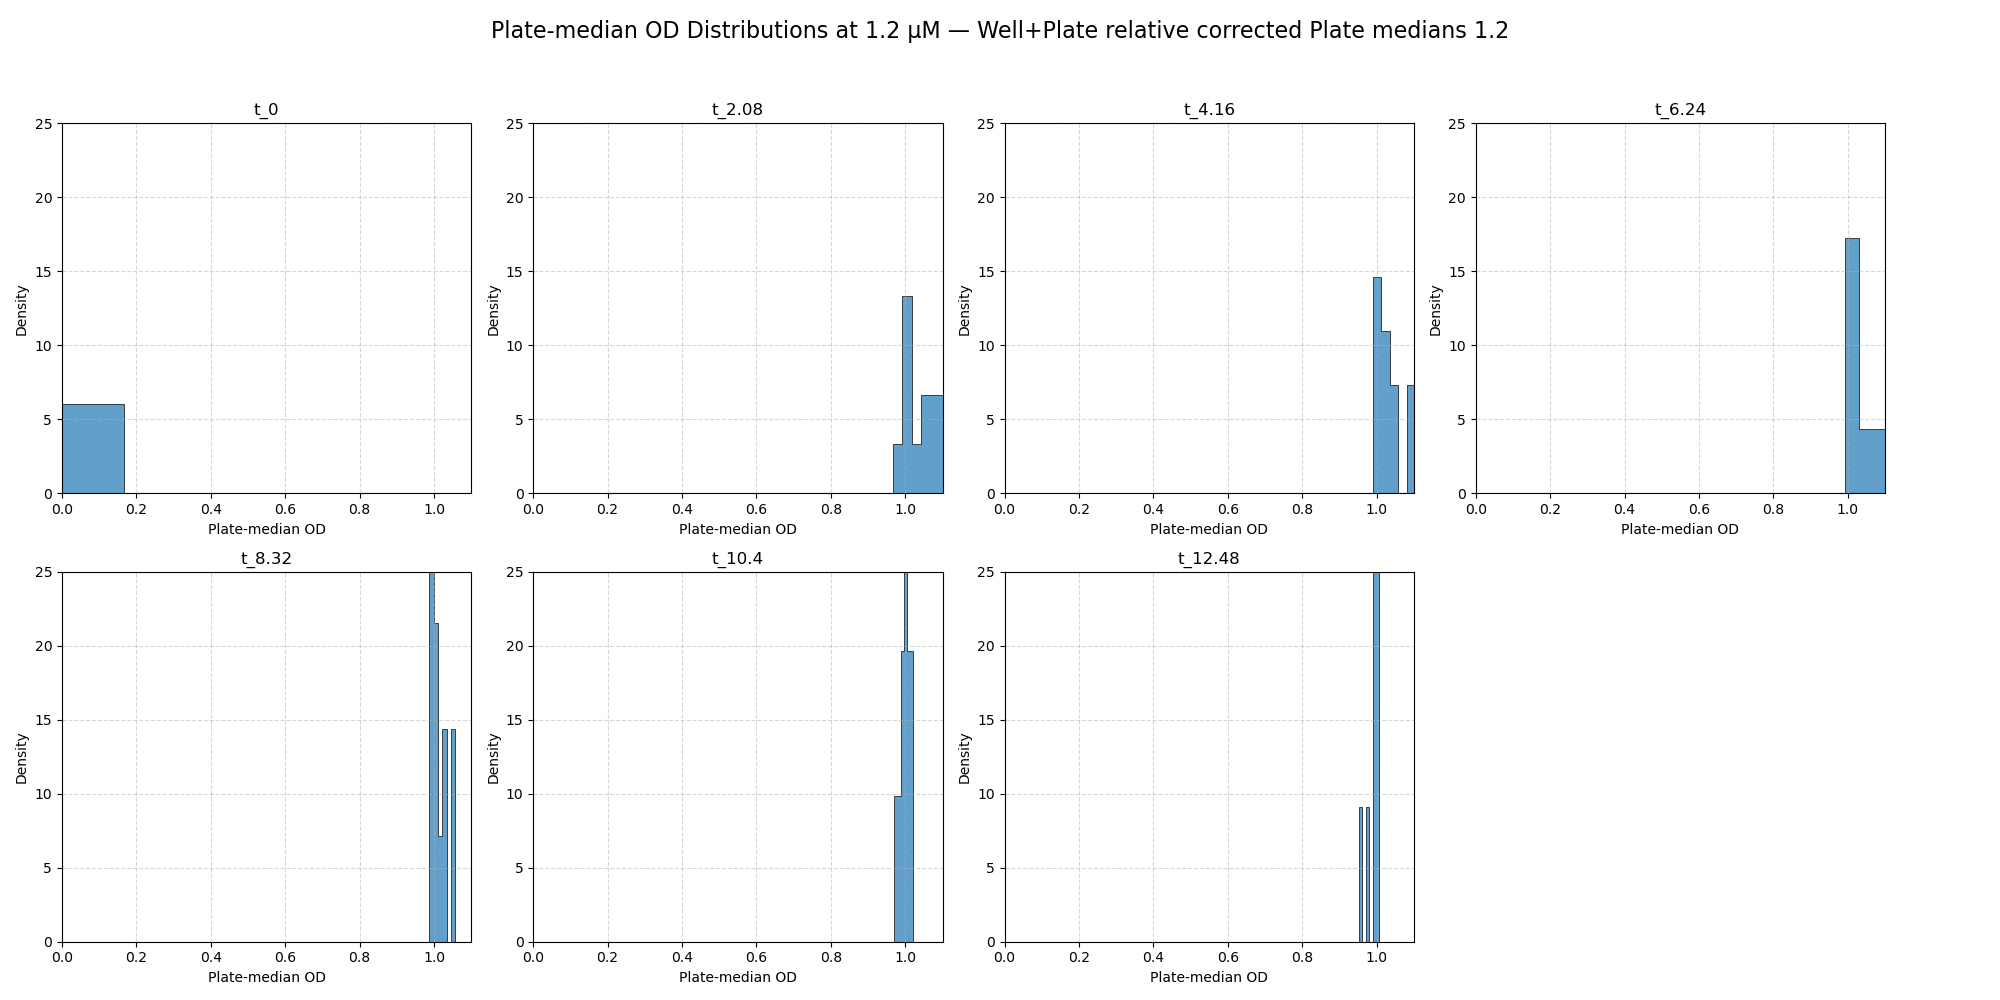 Plate-median OD Distributions at 1.2 µM — Well+Plate relative corrected Plate medians 1.2
t_0 t_2.08 t_4.16 t_6.24
25 25 25 25
20 20 20 20
15 15 15 15
Density Density Density Density
10 10 10 10
5 5 5 5
0 0 0 0
0.0 0.2 0.4 0.6 0.8 1.0 0.0 0.2 0.4 0.6 0.8 1.0 0.0 0.2 0.4 0.6 0.8 1.0 0.0 0.2 0.4 0.6 0.8 1.0
Plate-median OD Plate-median OD Plate-median OD Plate-median OD
t_8.32 t_10.4 t_12.48
25 25 25
20 20 20
15 15 15
Density Density Density
10 10 10
5 5 5
0 0 0
0.0 0.2 0.4 0.6 0.8 1.0 0.0 0.2 0.4 0.6 0.8 1.0 0.0 0.2 0.4 0.6 0.8 1.0
Plate-median OD Plate-median OD Plate-median OD